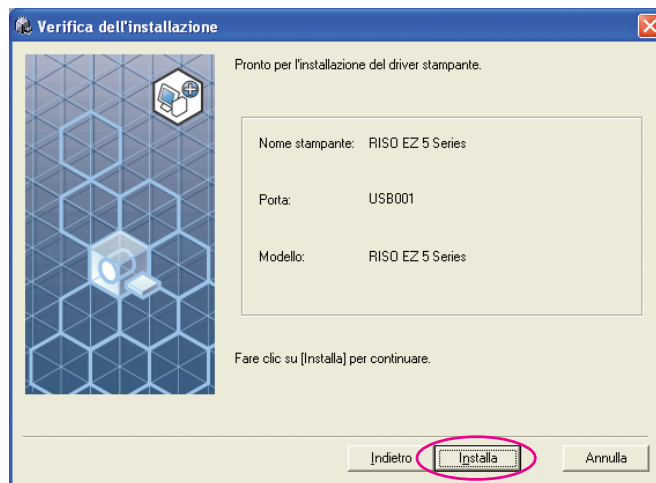 Verifica dell'installazione
Pronto per l'installazione del driver stampante.
Nome stampante: RISO EZ 5 Series
Porta: USB001
Modello: RISO EZ 5 Series
Fare clic su [Installa] per continuare.
Indietro Installa Annulla